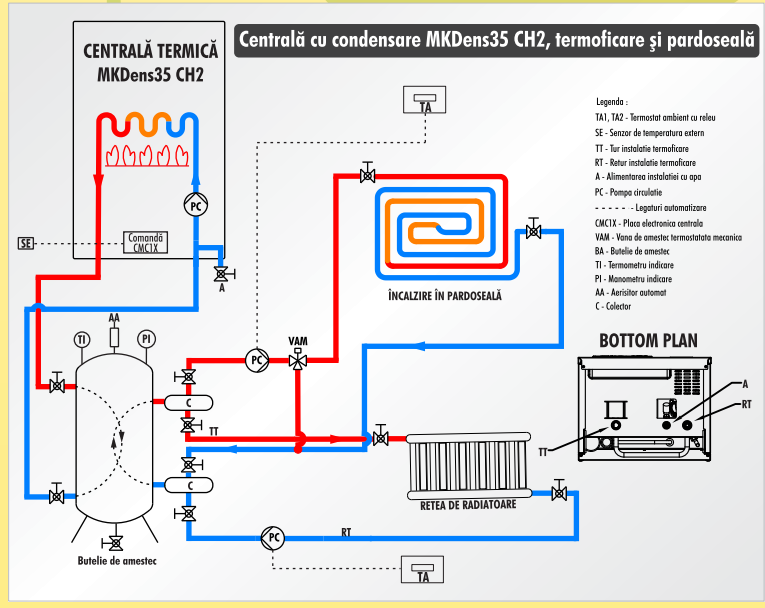 Centrală cu condensare MKDens35 CH2, termoficare şi pardoseală
CENTRALĂ TERMICĂ
MKDens35 CH2
PC
SE
Comandă
CMC1X
A
TA
Legenda :
TA1, TA2 - Termostat ambient cu releu
SE - Senzor de temperatura extern
TT - Tur instalatie termoficare
RT - Retur instalatie termoficare
A - Alimentarea instalatiei cu apa
PC - Pompa circulatie
- - - - - - - Legaturi automatizare
CMC1X - Placa electronica centrala
VAM - Vana de amestec termostatata mecanica
BA - Butelie de amestec
TI - Termometru indicare
PI - Manometru indicare
AA - Aerisitor automat
C - Colector
ÎNCALZIRE ÎN PARDOSEALĂ
AA
TI
PI
PC
VAM
C
TT
C
RETEA DE RADIATOARE
PC
RT
TA
Butelie de amestec
BOTTOM PLAN
A
RT
TT